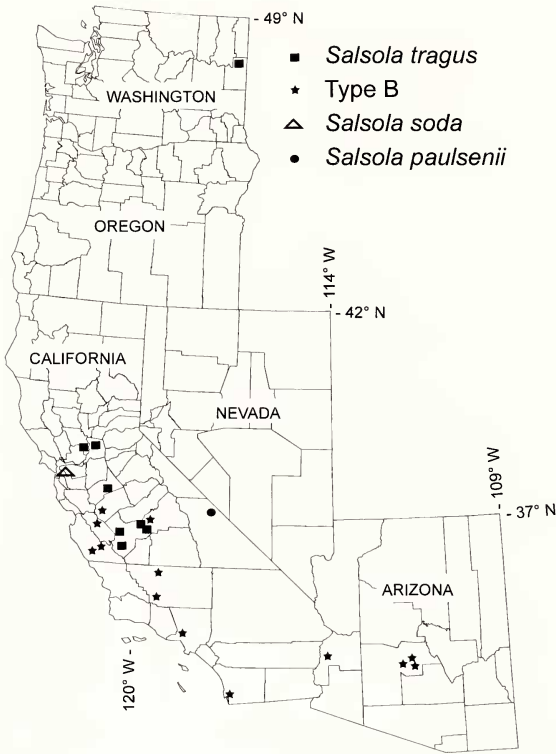 - 49° N
Salsola tragus
Type B
Salsola soda
Salsola paulsenii
WASHINGTON
OREGON
114° W -
- 42° N
CALIFORNIA
NEVADA
109° W -
- 37° N
ARIZONA
120° W -